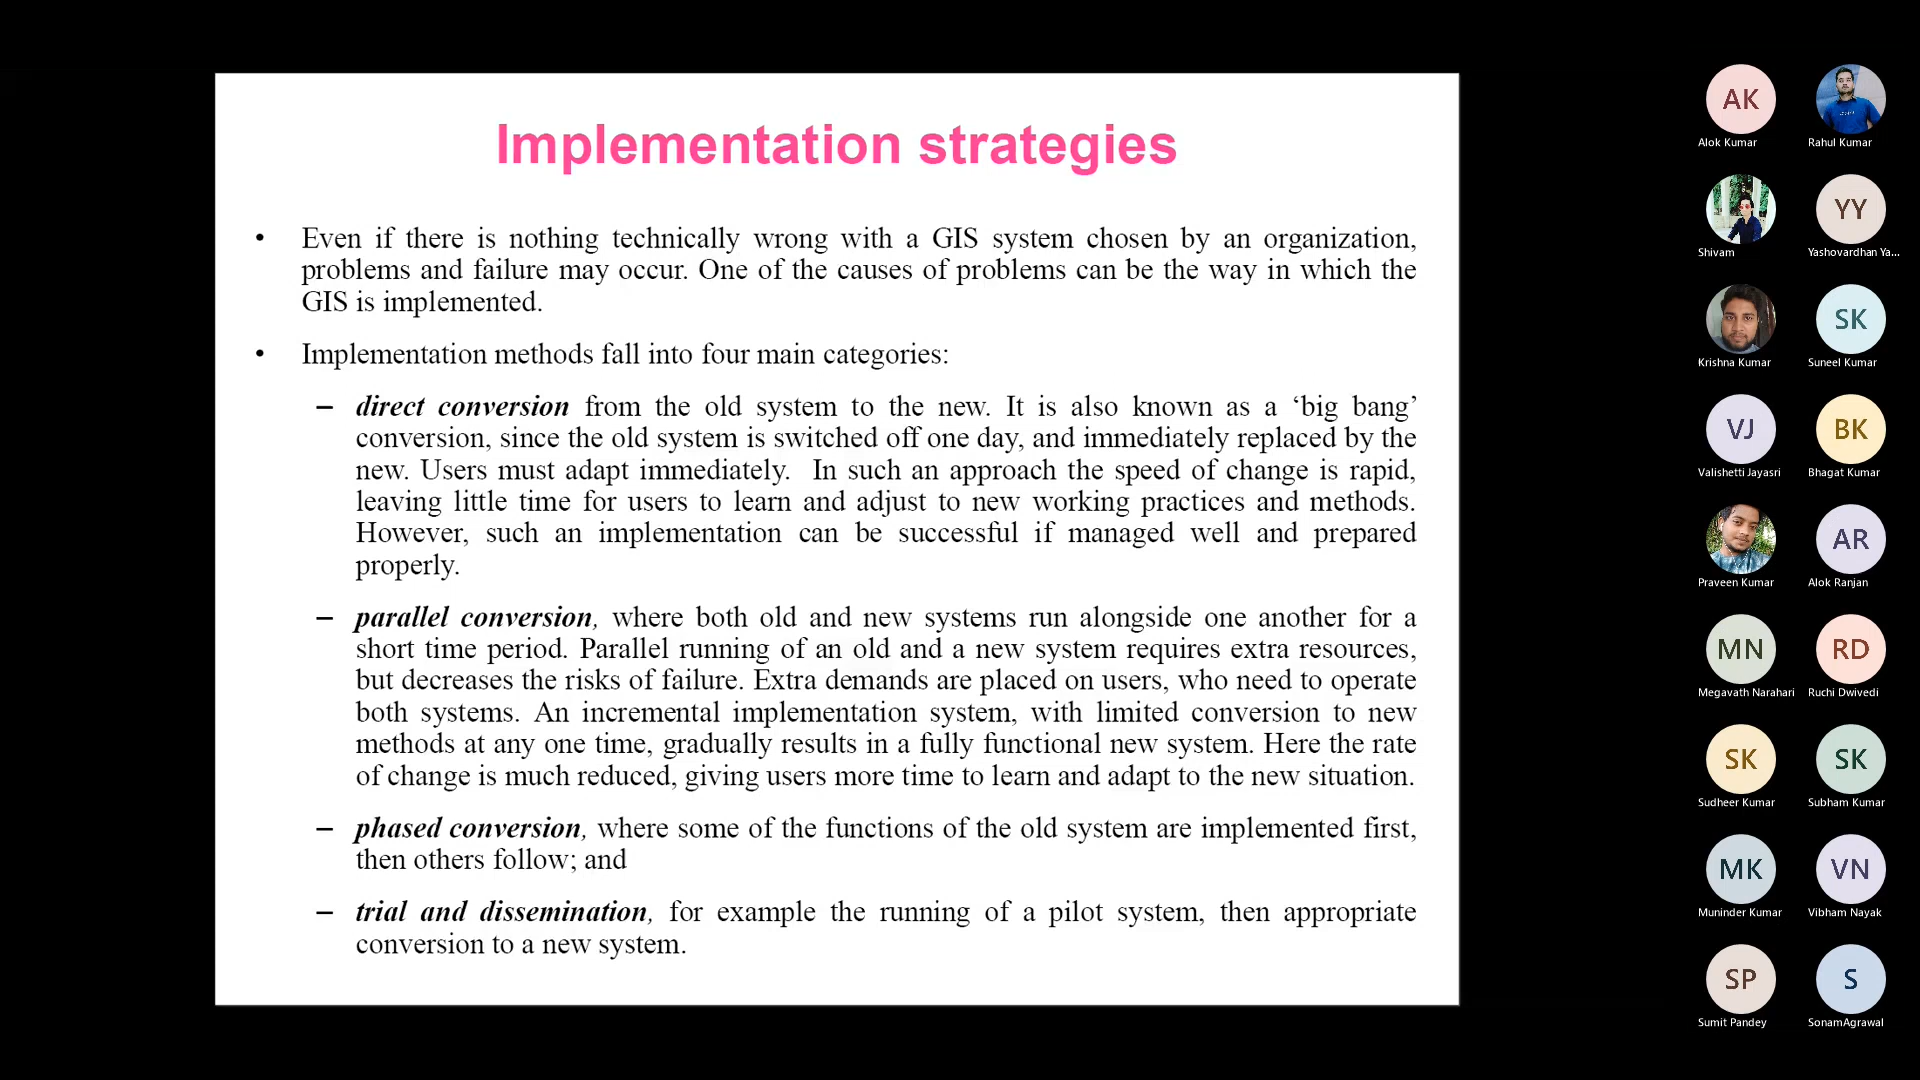 Implementation strategies
• Even if there is nothing technically wrong with a GIS system chosen by an organization,
problems and failure may occur. One of the causes of problems can be the way in which the
GIS is implemented.
• Implementation methods fall into four main categories:
– direct conversion from the old system to the new. It is also known as a ‘big bang’
conversion, since the old system is switched off one day, and immediately replaced by the
new. Users must adapt immediately. In such an approach the speed of change is rapid,
leaving little time for users to learn and adjust to new working practices and methods.
However, such an implementation can be successful if managed well and prepared
properly.
– parallel conversion, where both old and new systems run alongside one another for a
short time period. Parallel running of an old and a new system requires extra resources,
but decreases the risks of failure. Extra demands are placed on users, who need to operate
both systems. An incremental implementation system, with limited conversion to new
methods at any one time, gradually results in a fully functional new system. Here the rate
of change is much reduced, giving users more time to learn and adapt to the new situation.
– phased conversion, where some of the functions of the old system are implemented first,
then others follow; and
– trial and dissemination, for example the running of a pilot system, then appropriate
conversion to a new system.
AK
Alok Kumar
Rahul Kumar
Shivam
YY
Yashovardhan Ya...
Krishna Kumar
SK
Suneel Kumar
VJ
Valishetti Jayasri
BK
Bhagat Kumar
Praveen Kumar
AR
Alok Ranjan
MN
Megavath Narahari
RD
Ruchi Dwivedi
SK
Sudheer Kumar
SK
Subham Kumar
MK
Muninder Kumar
VN
Vibham Nayak
SP
Sumit Pandey
S
SonamAgrawal